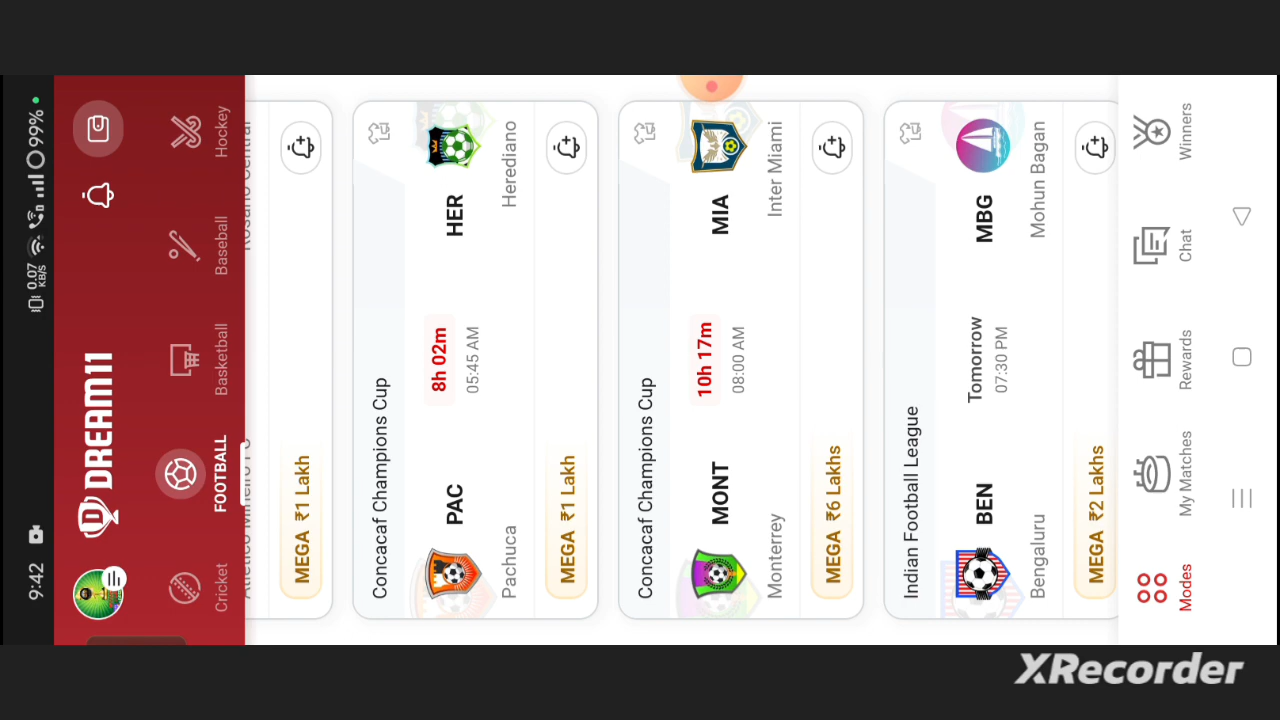 9:42
0.07
KB/S
99%
DREAM11
Cricket
FOOTBALL
Basketball
Baseball
Hockey
MEGA ₹1 Lakh
Concacaf Champions Cup
PAC
8h 02m
HER
05:45 AM
Pachuca
Herediano
MEGA ₹1 Lakh
Concacaf Champions Cup
MONT
10h 17m
MIA
08:00 AM
Monterrey
Inter Miami
MEGA ₹6 Lakhs
Indian Football League
BEN
Tomorrow
MBG
07:30 PM
Bengaluru
Mohun Bagan
MEGA ₹2 Lakhs
Modes
My Matches
Rewards
Chat
Winners
XRecorder